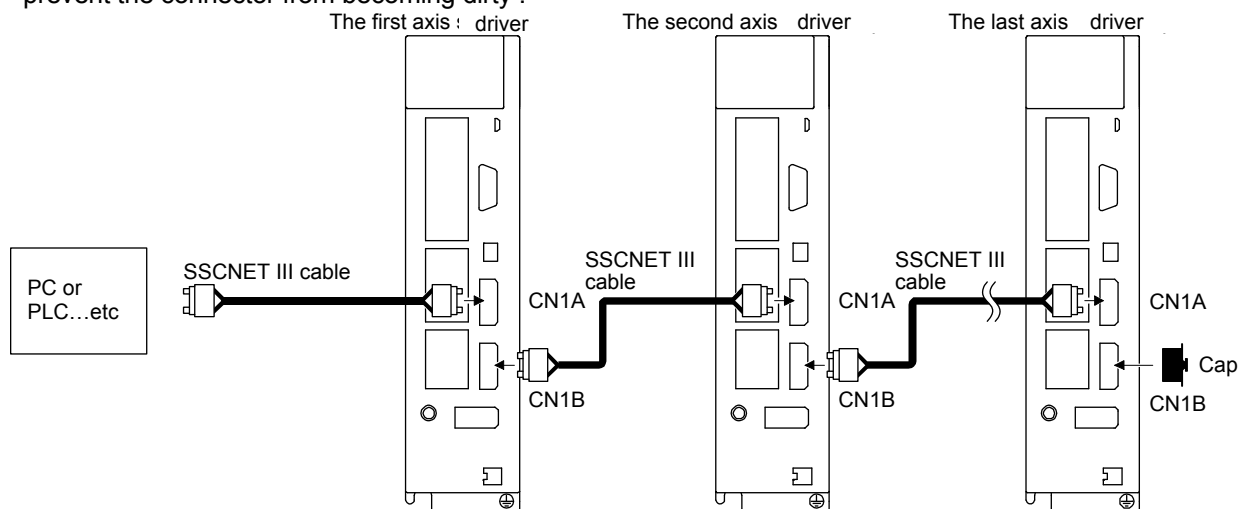 prevent the connector from becoming dirty .
The first axis driver
The second axis driver
The last axis driver
PC or
PLC…etc
SSCNET III cable
CN1A
CN1B
SSCNET III
cable
CN1A
CN1B
SSCNET III
cable
CN1A
Cap
CN1B